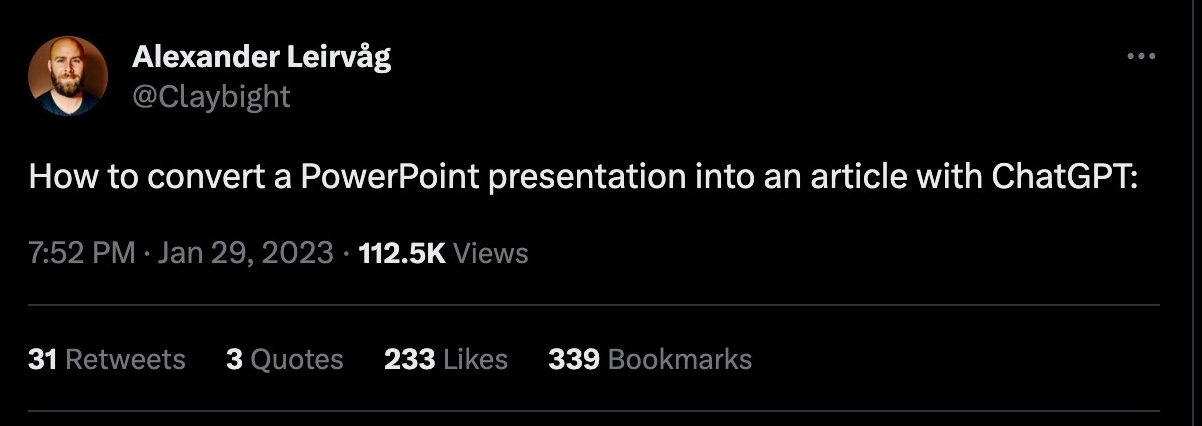 Alexander Leirvåg
@Claybight
How to convert a PowerPoint presentation into an article with ChatGPT:
7:52 PM · Jan 29, 2023 · 112.5K Views
31 Retweets 3 Quotes 233 Likes 339 Bookmarks